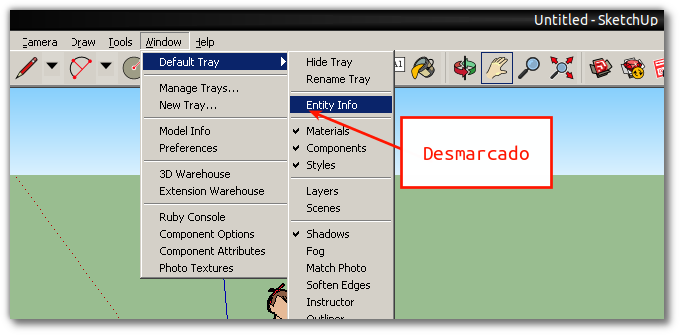 Untitled - SketchUp
Camera Draw Tools Window Help
Default Tray
Manage Trays...
New Tray...
Model Info
Preferences
3D Warehouse
Extension Warehouse
Ruby Console
Component Options
Component Attributes
Photo Textures
Hide Tray
Rename Tray
Entity Info
Materials
Components
Styles
Layers
Scenes
Shadows
Fog
Match Photo
Soften Edges
Instructor
Outliner
A1
Desmarcado